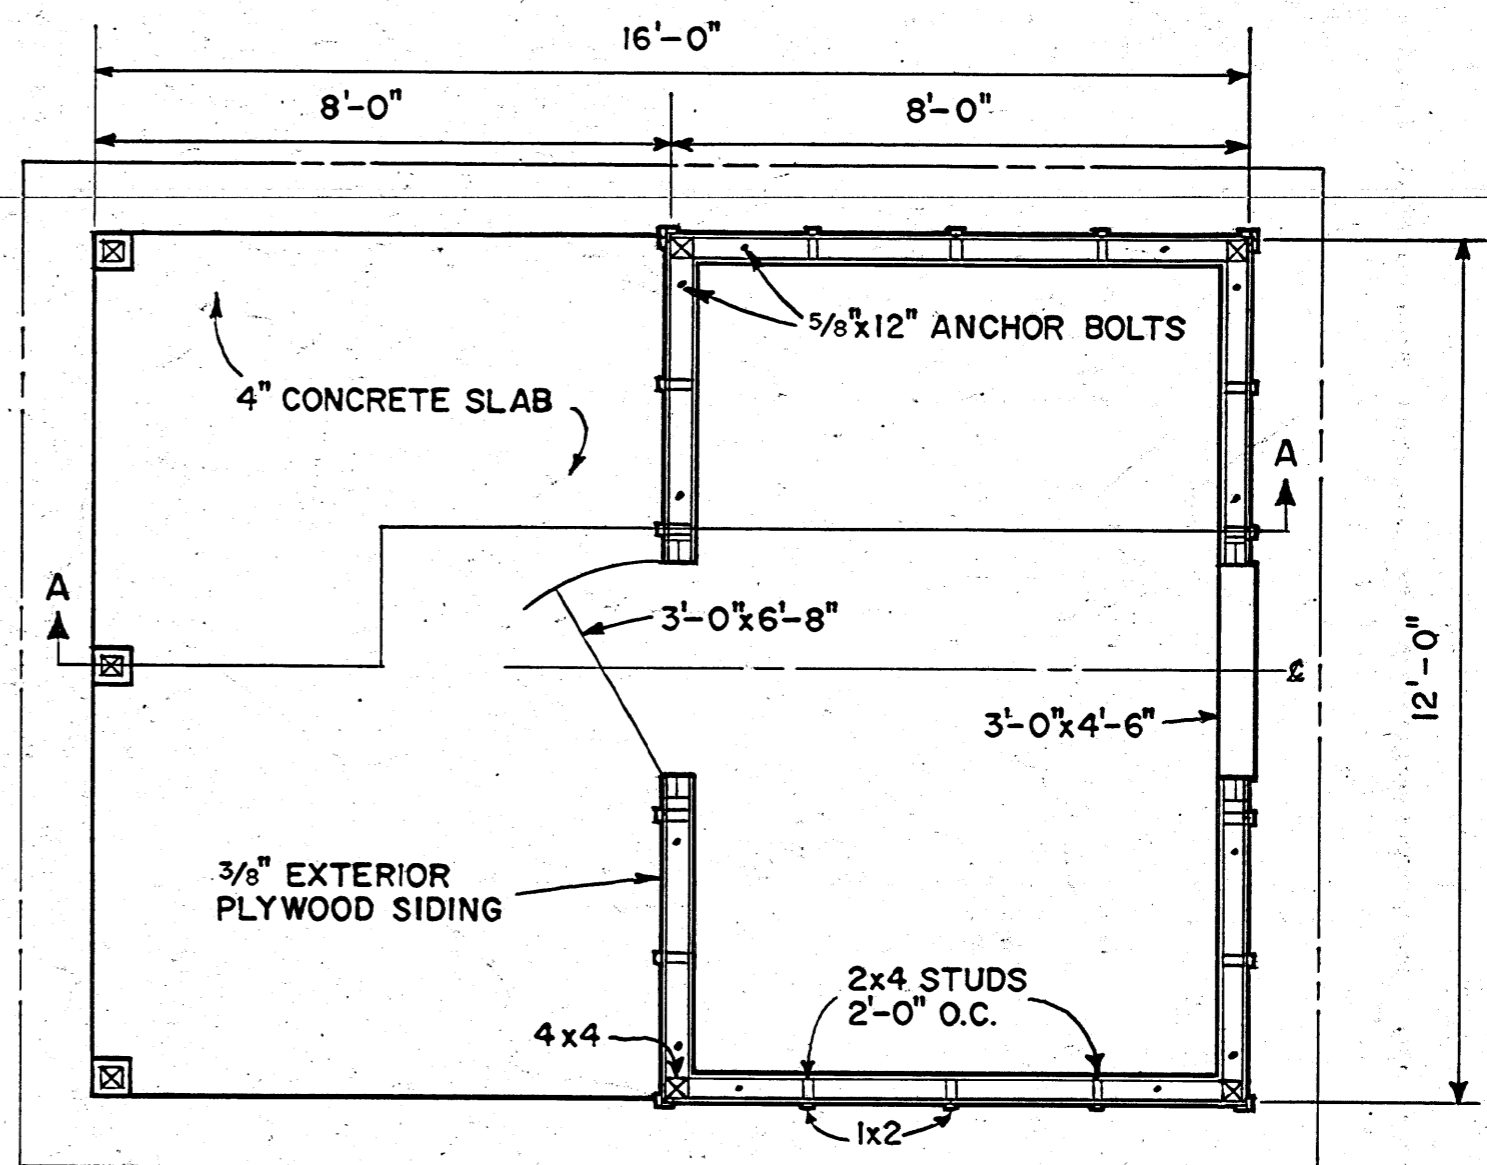 16'-0"
8'-0"
8'-0"
5/8"x12" ANCHOR BOLTS
4" CONCRETE SLAB
A
A
3'-0"x6'-8"
℄
12'-0"
3'-0"x4'-6"
3/8" EXTERIOR
PLYWOOD SIDING
2x4 STUDS
2'-0" O.C.
4x4
1x2